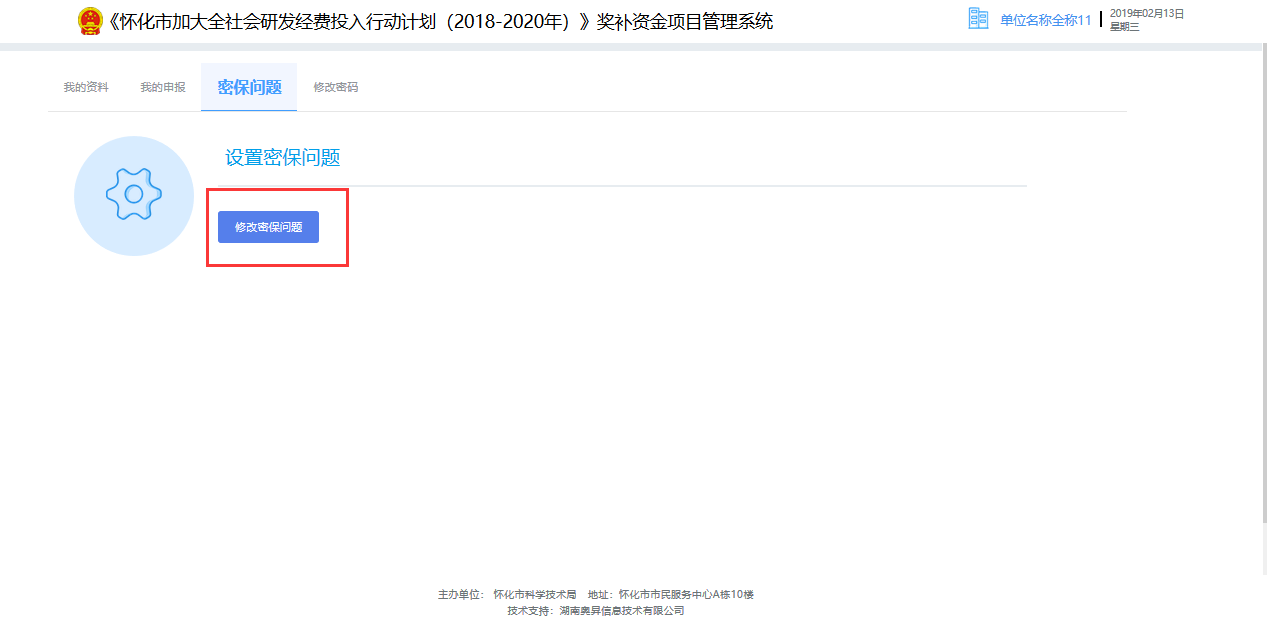 《怀化市加大全社会研发经费投入行动计划（2018-2020年）》奖补资金项目管理系统
单位名称全称11
2019年02月13日
星期三
我的资料 我的申报 密保问题 修改密码
设置密保问题
修改密保问题
主办单位： 怀化市科学技术局 地址：怀化市市民服务中心A栋10楼
技术支持：湖南奥昇信息技术有限公司